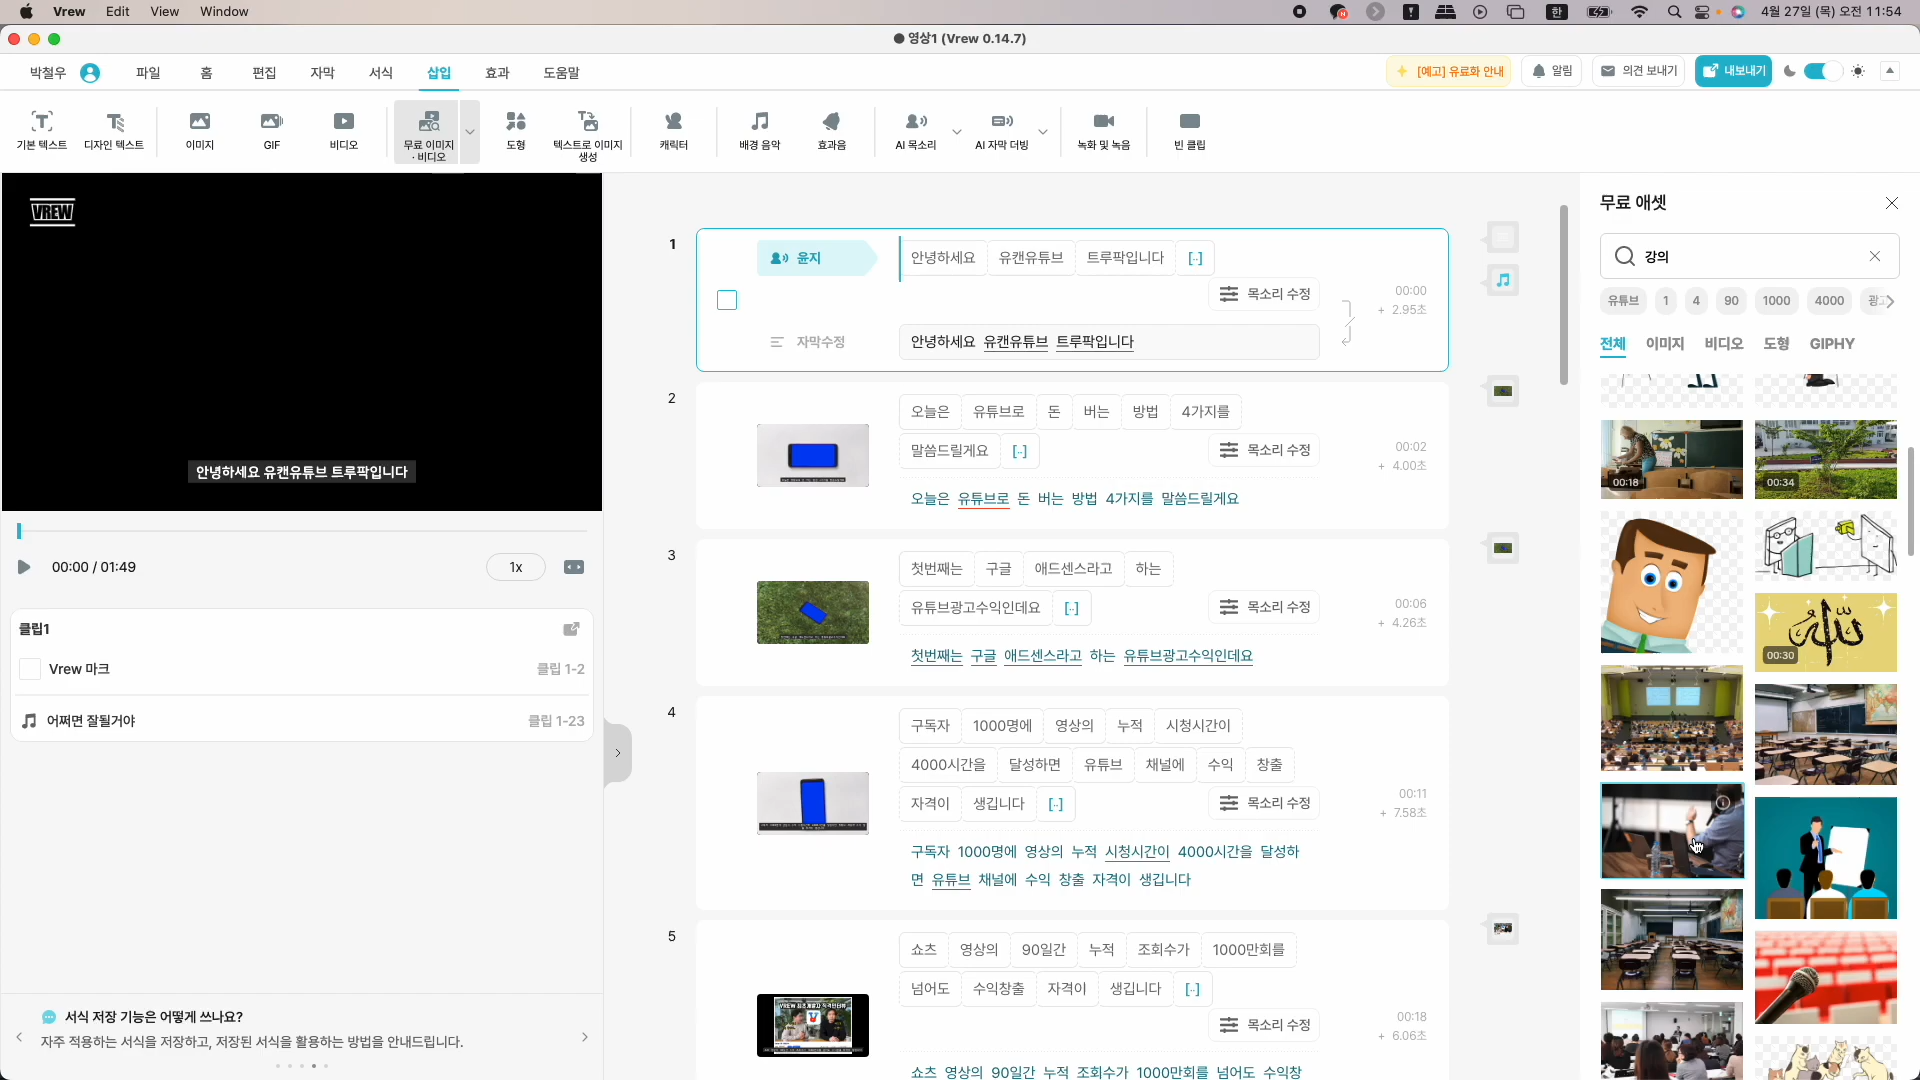 Vrew Edit View Window
한
4월 27일 (목) 오전 11:54
● 영상1 (Vrew 0.14.7)
박철우 파일 홈 편집 자막 서식 삽입 효과 도움말
[예고] 유료화 안내 알림 의견 보내기 내보내기
기본 텍스트 디자인 텍스트 이미지 GIF 비디오 무료 이미지 · 비디오 도형 텍스트로 이미지 생성 캐릭터 배경 음악 효과음 AI 목소리 AI 자막 더빙 녹화 및 녹음 빈 클립
VREW
안녕하세요 유캔유튜브 트루팍입니다
00:00 / 01:49
1x
클립1
Vrew 마크 클립 1-2
어쩌면 잘될거야 클립 1-23
서식 저장 기능은 어떻게 쓰나요?
자주 적용하는 서식을 저장하고, 저장된 서식을 활용하는 방법을 안내드립니다.
1
윤지 안녕하세요 유캔유튜브 트루팍입니다 [··]
목소리 수정
00:00
+ 2.95초
자막수정 안녕하세요 유캔유튜브 트루팍입니다
2
오늘은 유튜브로 돈 버는 방법 4가지를
말씀드릴게요 [··] 목소리 수정
00:02
+ 4.00초
오늘은 유튜브로 돈 버는 방법 4가지를 말씀드릴게요
3
첫번째는 구글 애드센스라고 하는
유튜브광고수익인데요 [··] 목소리 수정
00:06
+ 4.26초
첫번째는 구글 애드센스라고 하는 유튜브광고수익인데요
4
구독자 1000명에 영상의 누적 시청시간이
4000시간을 달성하면 유튜브 채널에 수익 창출
자격이 생깁니다 [··] 목소리 수정
00:11
+ 7.58초
구독자 1000명에 영상의 누적 시청시간이 4000시간을 달성하
면 유튜브 채널에 수익 창출 자격이 생깁니다
5
쇼츠 영상의 90일간 누적 조회수가 1000만회를
넘어도 수익창출 자격이 생깁니다 [··]
목소리 수정
00:18
+ 6.06초
쇼츠 영상의 90일간 누적 조회수가 1000만회를 넘어도 수익창
무료 애셋
강의
유튜브 1 4 90 1000 4000
전체 이미지 비디오 도형 GIPHY
00:18
00:34
00:30